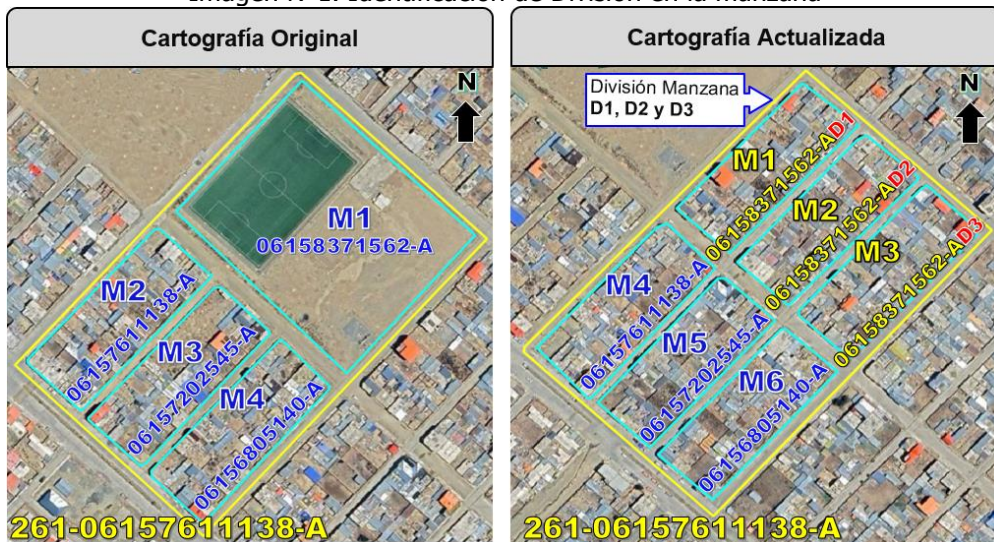 Imagen N°1: Identificación de División en la manzana
Cartografía Original
N
M1
06158371562-A
M2
06157611138-A
M3
06157202545-A
M4
06156805140-A
261-06157611138-A
Cartografía Actualizada
División Manzana
D1, D2 y D3
N
M1
06158371562-AD1
M2
06158371562-AD2
M3
06158371562-AD3
M4
06157611138-A
M5
06157202545-A
M6
06156805140-A
261-06157611138-A